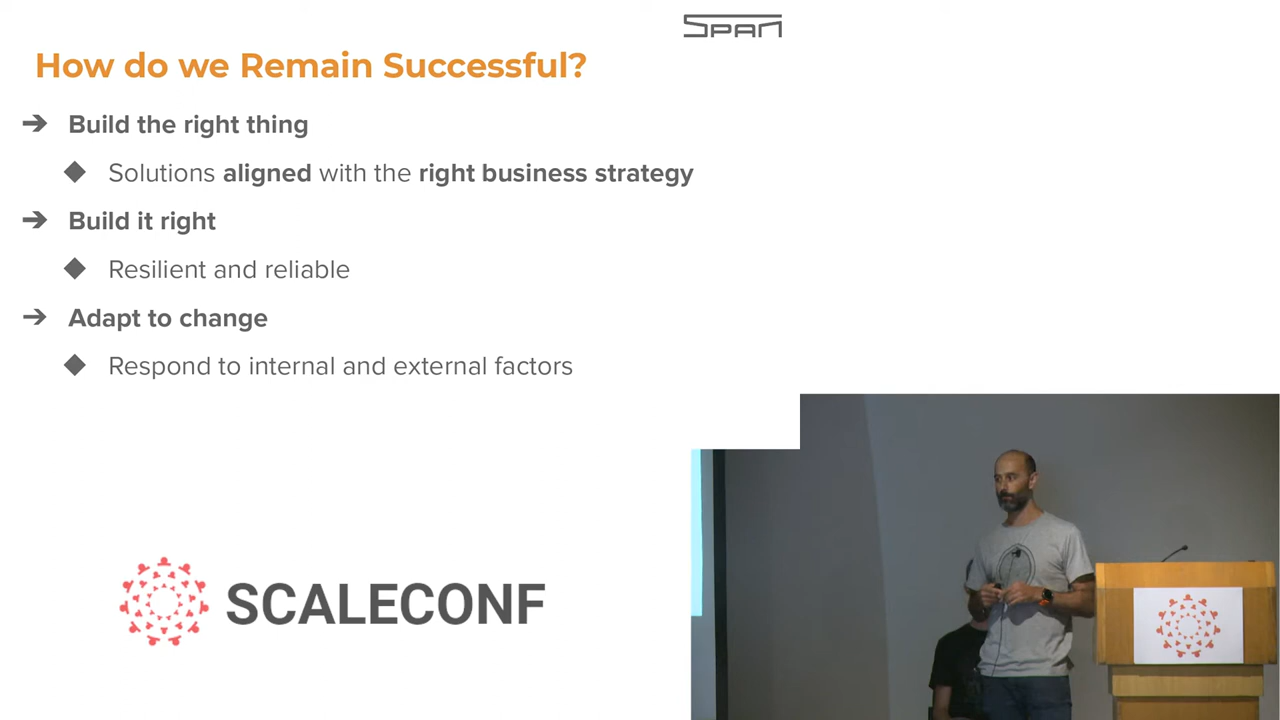 SPAN
How do we Remain Successful?
➔ Build the right thing
◆ Solutions aligned with the right business strategy
➔ Build it right
◆ Resilient and reliable
➔ Adapt to change
◆ Respond to internal and external factors
SCALECONF